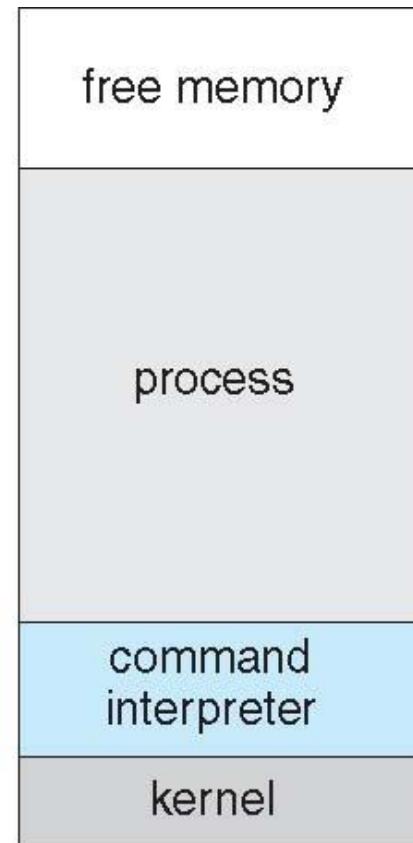 free memory
process
command
interpreter
kernel